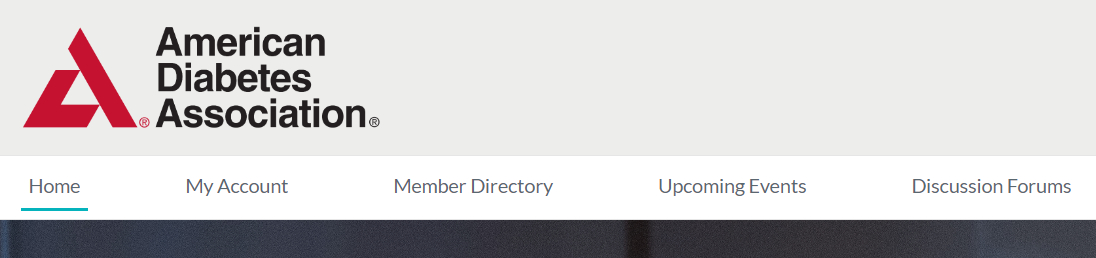 American
Diabetes
Association®
®
Home
My Account
Member Directory
Upcoming Events
Discussion Forums